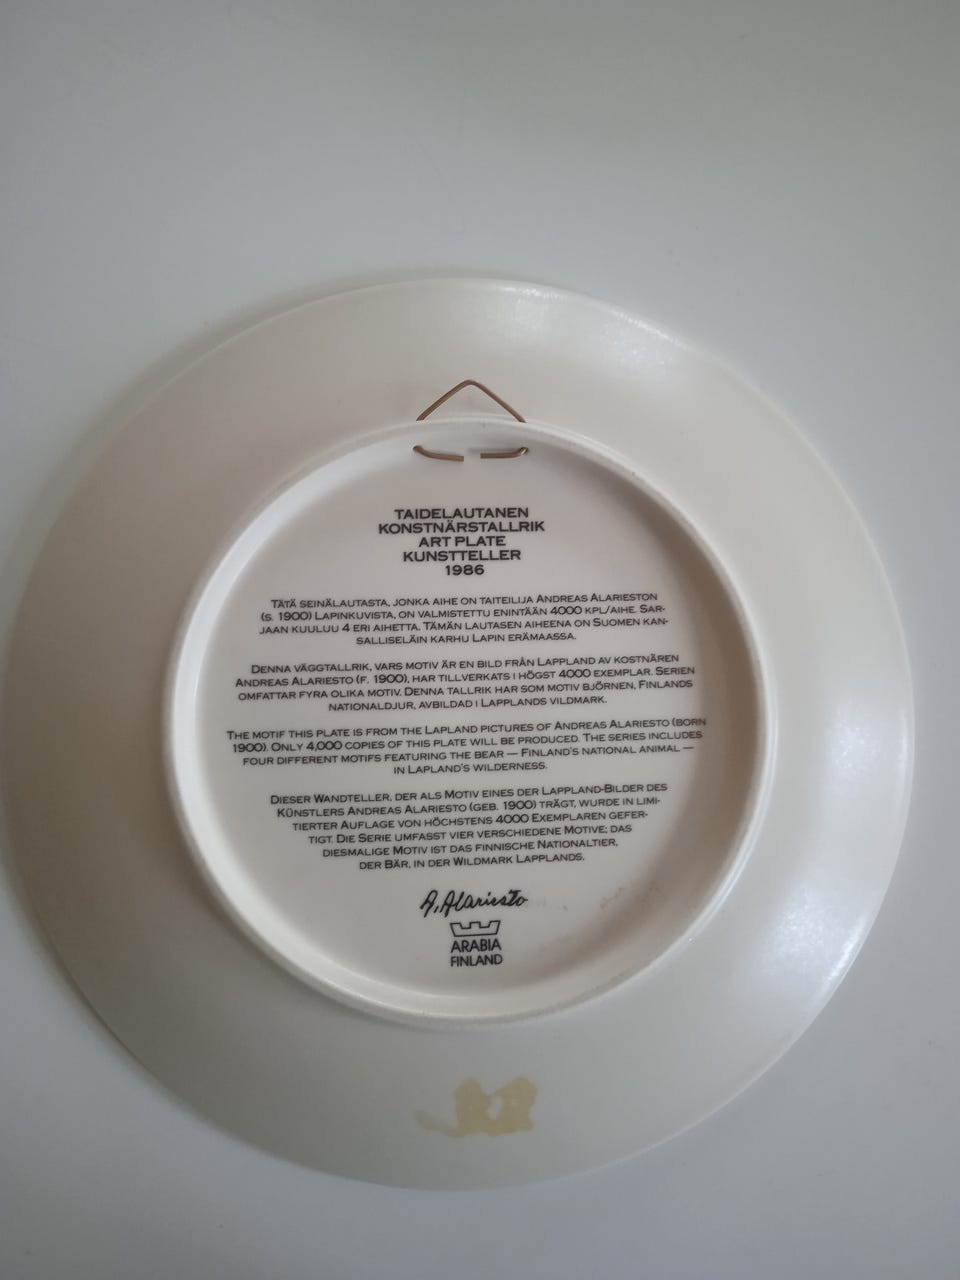 TAIDELAUTANEN
KONSTNÄRSTALLRIK
ART PLATE
KUNSTTELLER
1986
TÄTÄ SEINÄLAUTASTA, JONKA AIHE ON TAITEILIJA ANDREAS ALARIESTON
(S. 1900) LAPINKUVISTA, ON VALMISTETTU ENINTÄÄN 4000 KPL/AIHE. SAR-
JAAN KUULUU 4 ERI AIHETTA. TÄMÄN LAUTASEN AIHEENA ON SUOMEN KAN-
SALLISELÄIN KARHU LAPIN ERÄMAASSA.
DENNA VÄGGTALLRIK, VARS MOTIV ÄR EN BILD FRÅN LAPPLAND AV KOSTNÄREN
ANDREAS ALARIESTO (F. 1900), HAR TILLVERKATS I HÖGST 4000 EXEMPLAR. SERIEN
OMFATTAR FYRA OLIKA MOTIV. DENNA TALLRIK HAR SOM MOTIV BJÖRNEN, FINLANDS
NATIONALDJUR, AVBILDAD I LAPPLANDS VILDMARK.
THE MOTIF THIS PLATE IS FROM THE LAPLAND PICTURES OF ANDREAS ALARIESTO (BORN
1900). ONLY 4,000 COPIES OF THIS PLATE WILL BE PRODUCED. THE SERIES INCLUDES
FOUR DIFFERENT MOTIFS FEATURING THE BEAR — FINLAND'S NATIONAL ANIMAL —
IN LAPLAND'S WILDERNESS.
DIESER WANDTELLER, DER ALS MOTIV EINES DER LAPPLAND-BILDER DES
KÜNSTLERS ANDREAS ALARIESTO (GEB. 1900) TRÄGT, WURDE IN LIMI-
TIERTER AUFLAGE VON HÖCHSTENS 4000 EXEMPLAREN GEFER-
TIGT. DIE SERIE UMFASST VIER VERSCHIEDENE MOTIVE; DAS
DIESMALIGE MOTIV IST DAS FINNISCHE NATIONALTIER,
DER BÄR, IN DER WILDMARK LAPPLANDS.
A. Alariesto
ARABIA
FINLAND